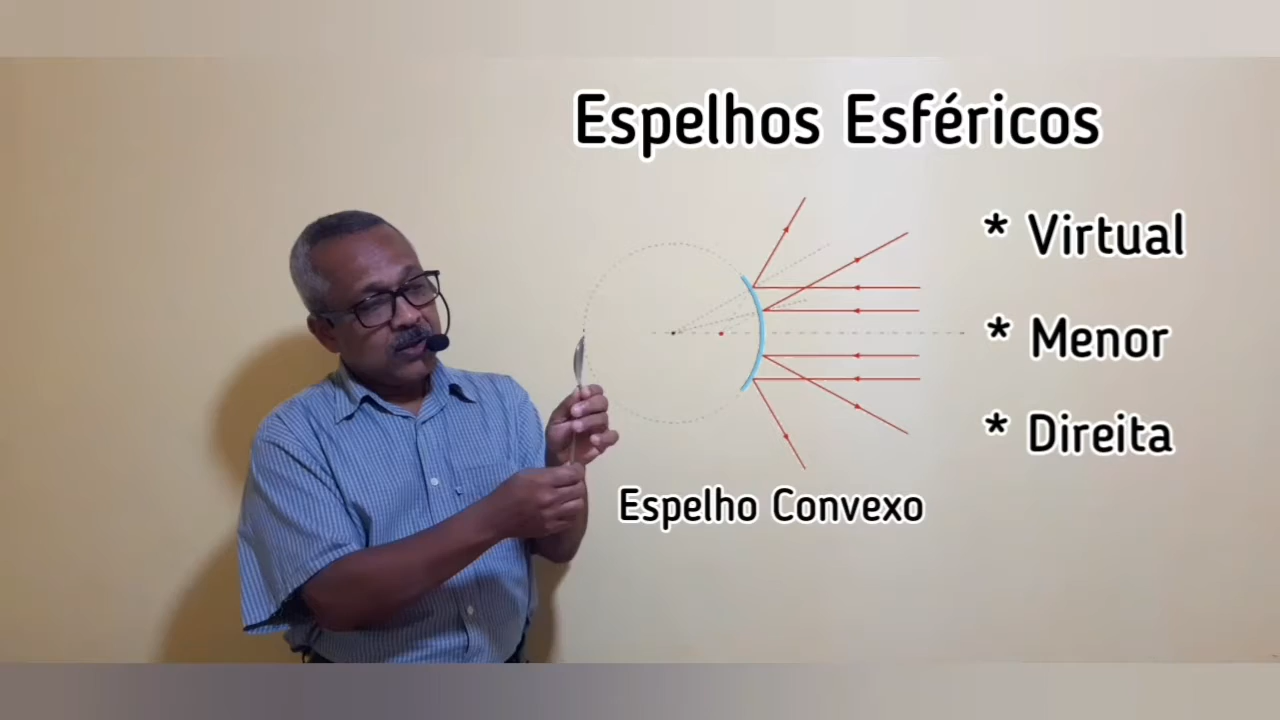 Espelhos Esféricos
* Virtual
* Menor
* Direita
Espelho Convexo